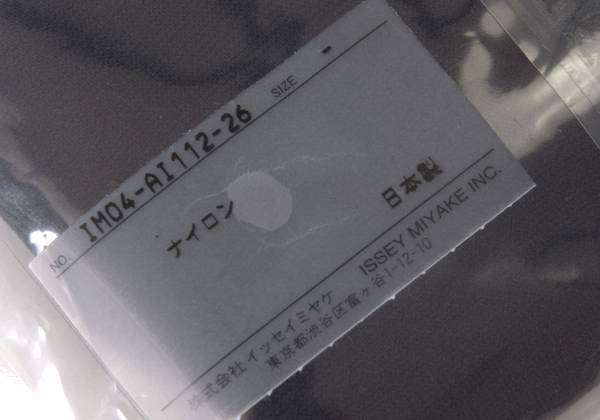 NO. IM04-AI112-26 SIZE -
ナイロン
日本製
株式会社 イッセイミヤケ ISSEY MIYAKE INC.
東京都渋谷区富ヶ谷1-12-10